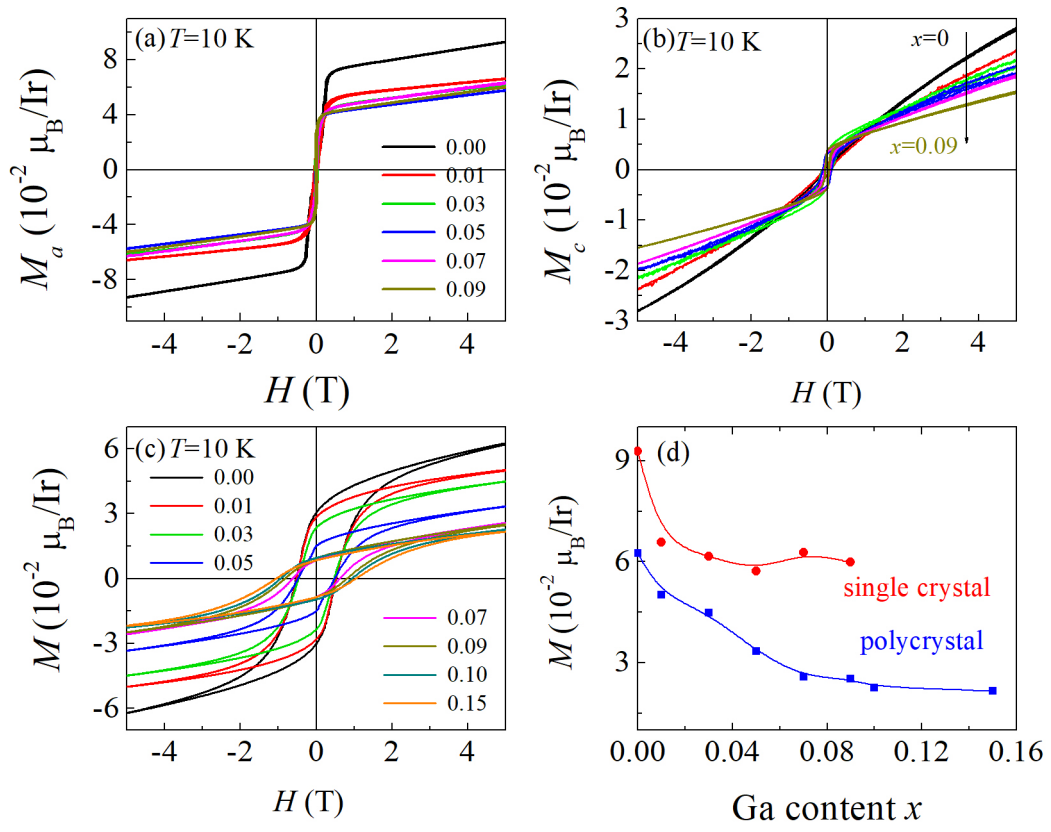 (a) T=10 K
8
4
0
-4
-8
-4 -2 0 2 4
M_a (10^-2 μ_B/Ir)
H (T)
0.00
0.01
0.03
0.05
0.07
0.09
(b) T=10 K
x=0
x=0.09
3
2
1
0
-1
-2
-3
-4 -2 0 2 4
M_c (10^-2 μ_B/Ir)
H (T)
(c) T=10 K
0.00
0.01
0.03
0.05
0.07
0.09
0.10
0.15
6
3
0
-3
-6
-4 -2 0 2 4
M (10^-2 μ_B/Ir)
H (T)
(d)
9
6
3
single crystal
polycrystal
0.00 0.04 0.08 0.12 0.16
M (10^-2 μ_B/Ir)
Ga content x